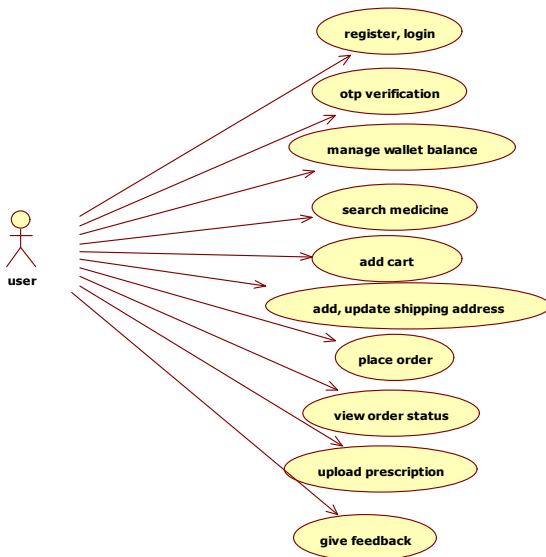 register, login
otp verification
manage wallet balance
search medicine
user
add cart
add, update shipping address
place order
view order status
upload prescription
give feedback